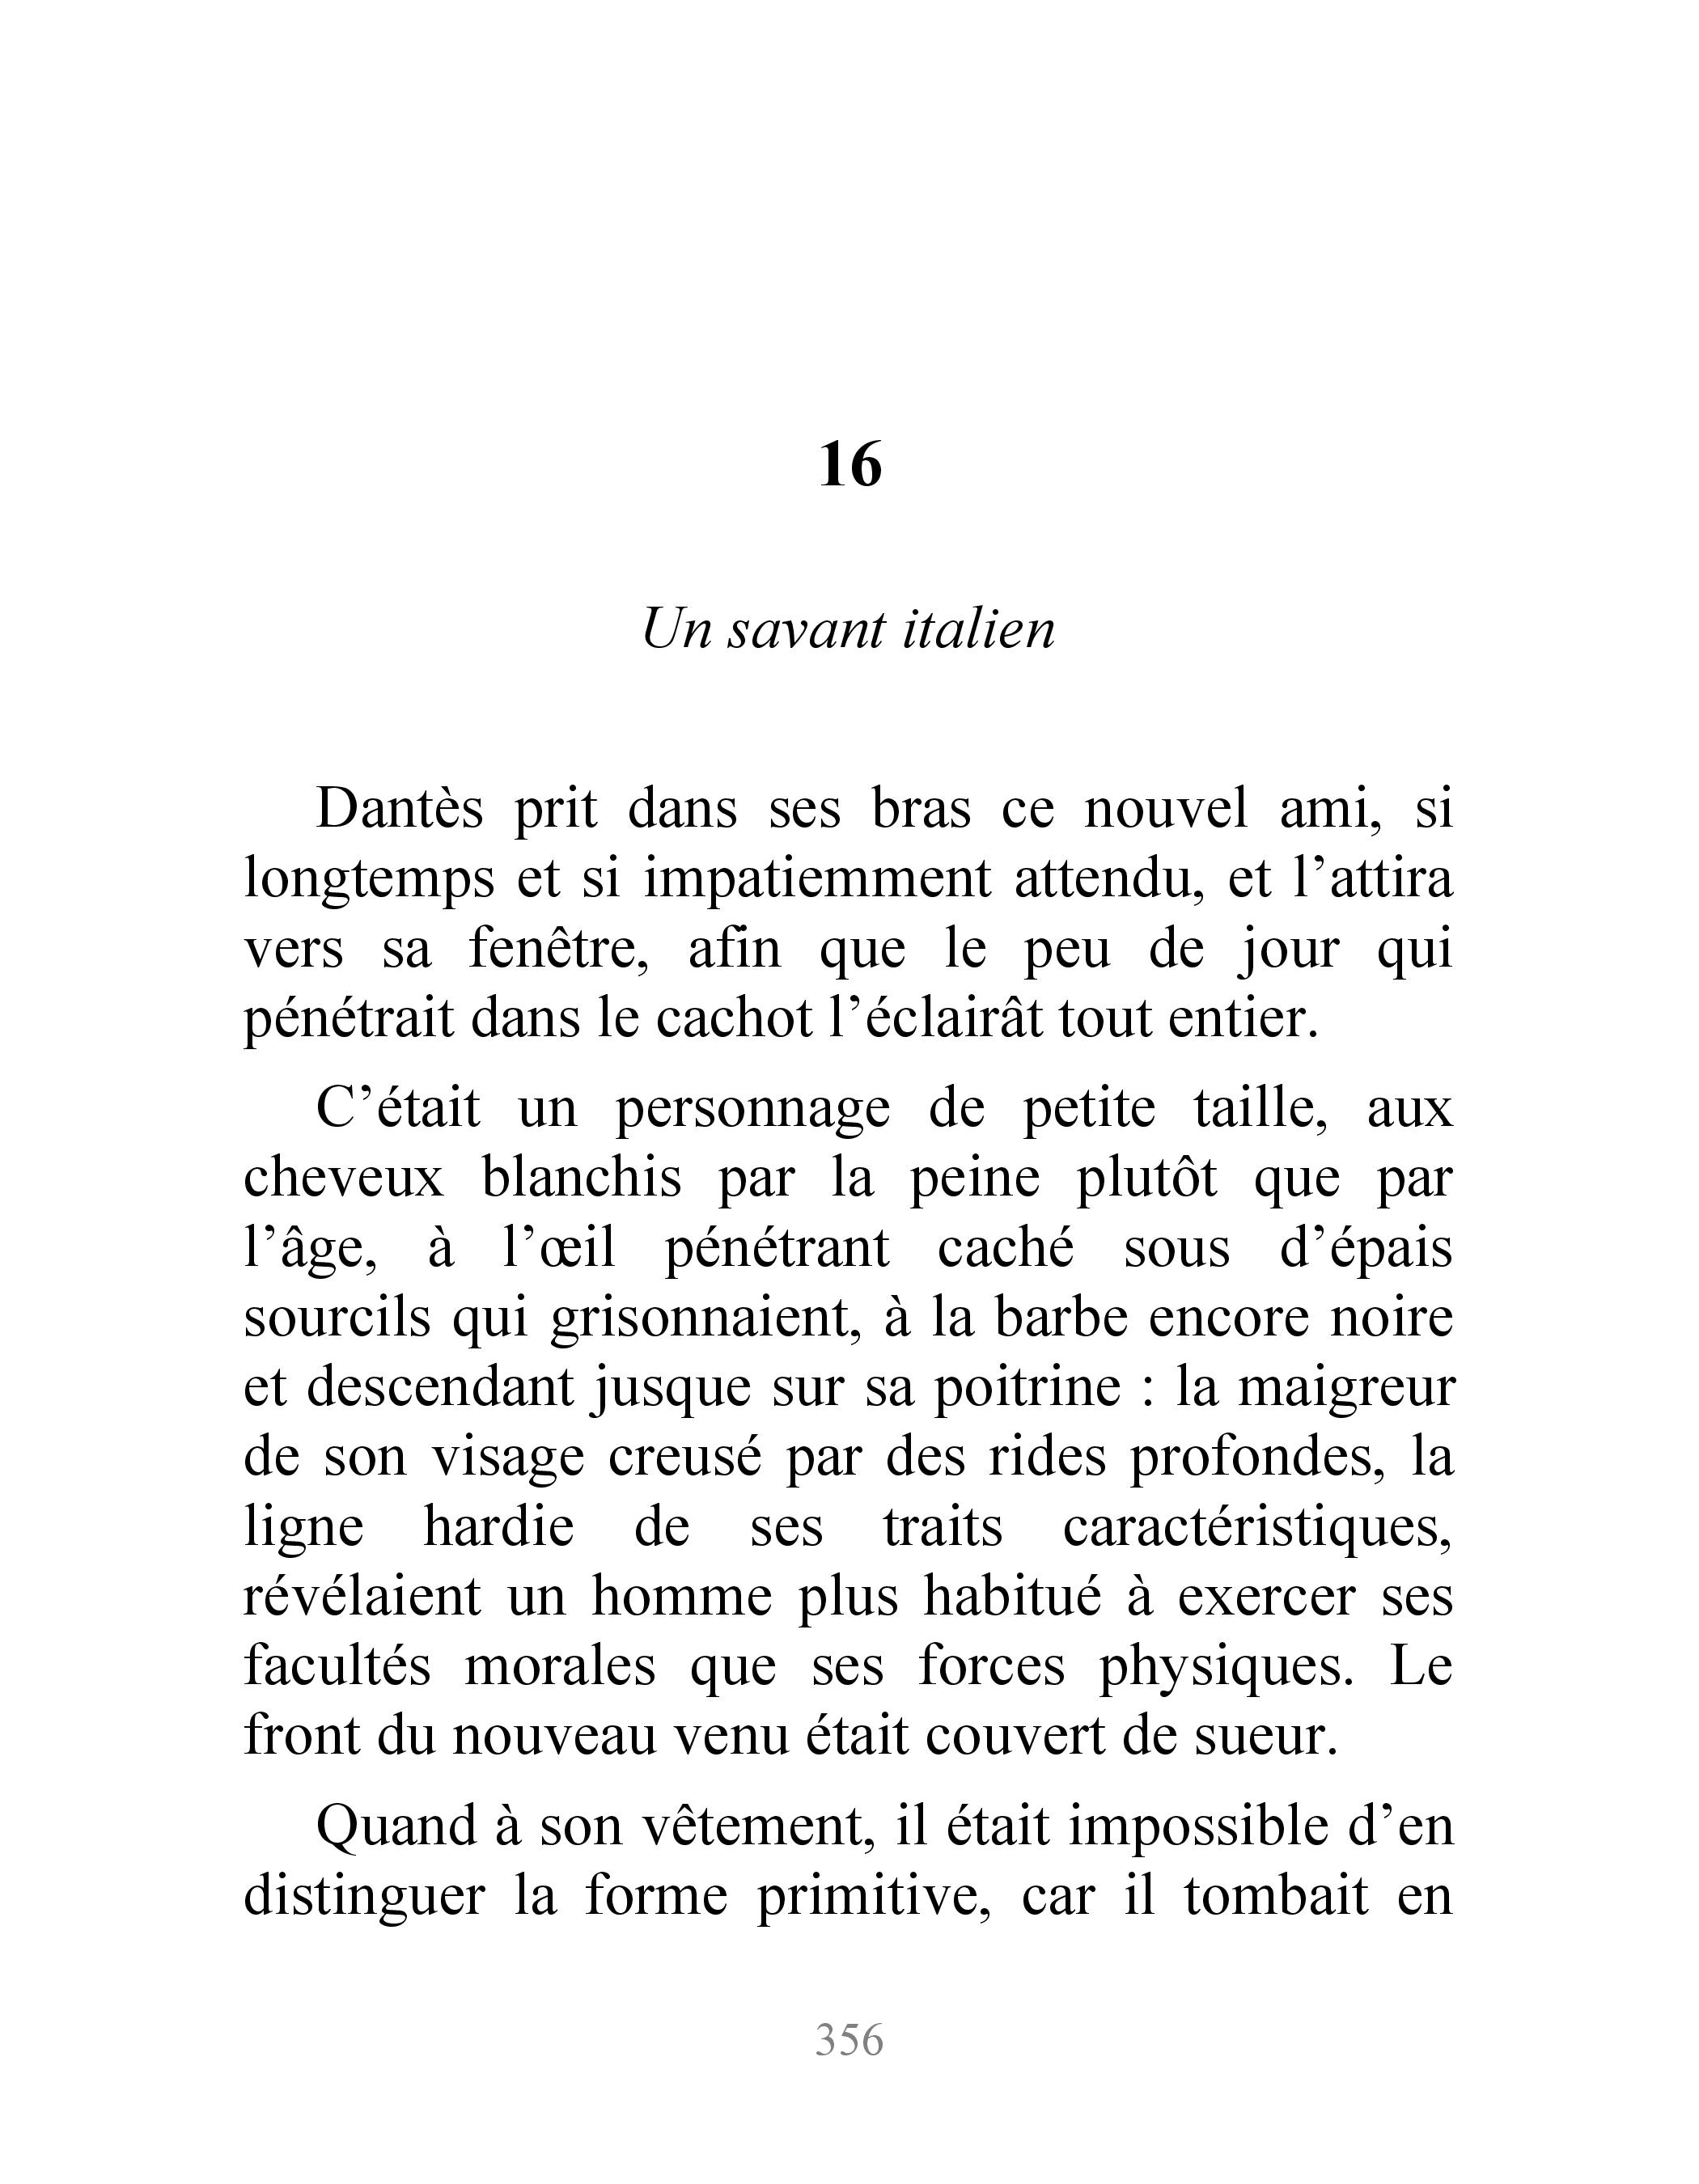 16
Un savant italien
Dantès prit dans ses bras ce nouvel ami, si
longtemps et si impatiemment attendu, et l’attira
vers sa fenêtre, afin que le peu de jour qui
pénétrait dans le cachot l’éclairât tout entier.
C’était un personnage de petite taille, aux
cheveux blanchis par la peine plutôt que par
l’âge, à l’œil pénétrant caché sous d’épais
sourcils qui grisonnaient, à la barbe encore noire
et descendant jusque sur sa poitrine : la maigreur
de son visage creusé par des rides profondes, la
ligne hardie de ses traits caractéristiques,
révélaient un homme plus habitué à exercer ses
facultés morales que ses forces physiques. Le
front du nouveau venu était couvert de sueur.
Quand à son vêtement, il était impossible d’en
distinguer la forme primitive, car il tombait en
356